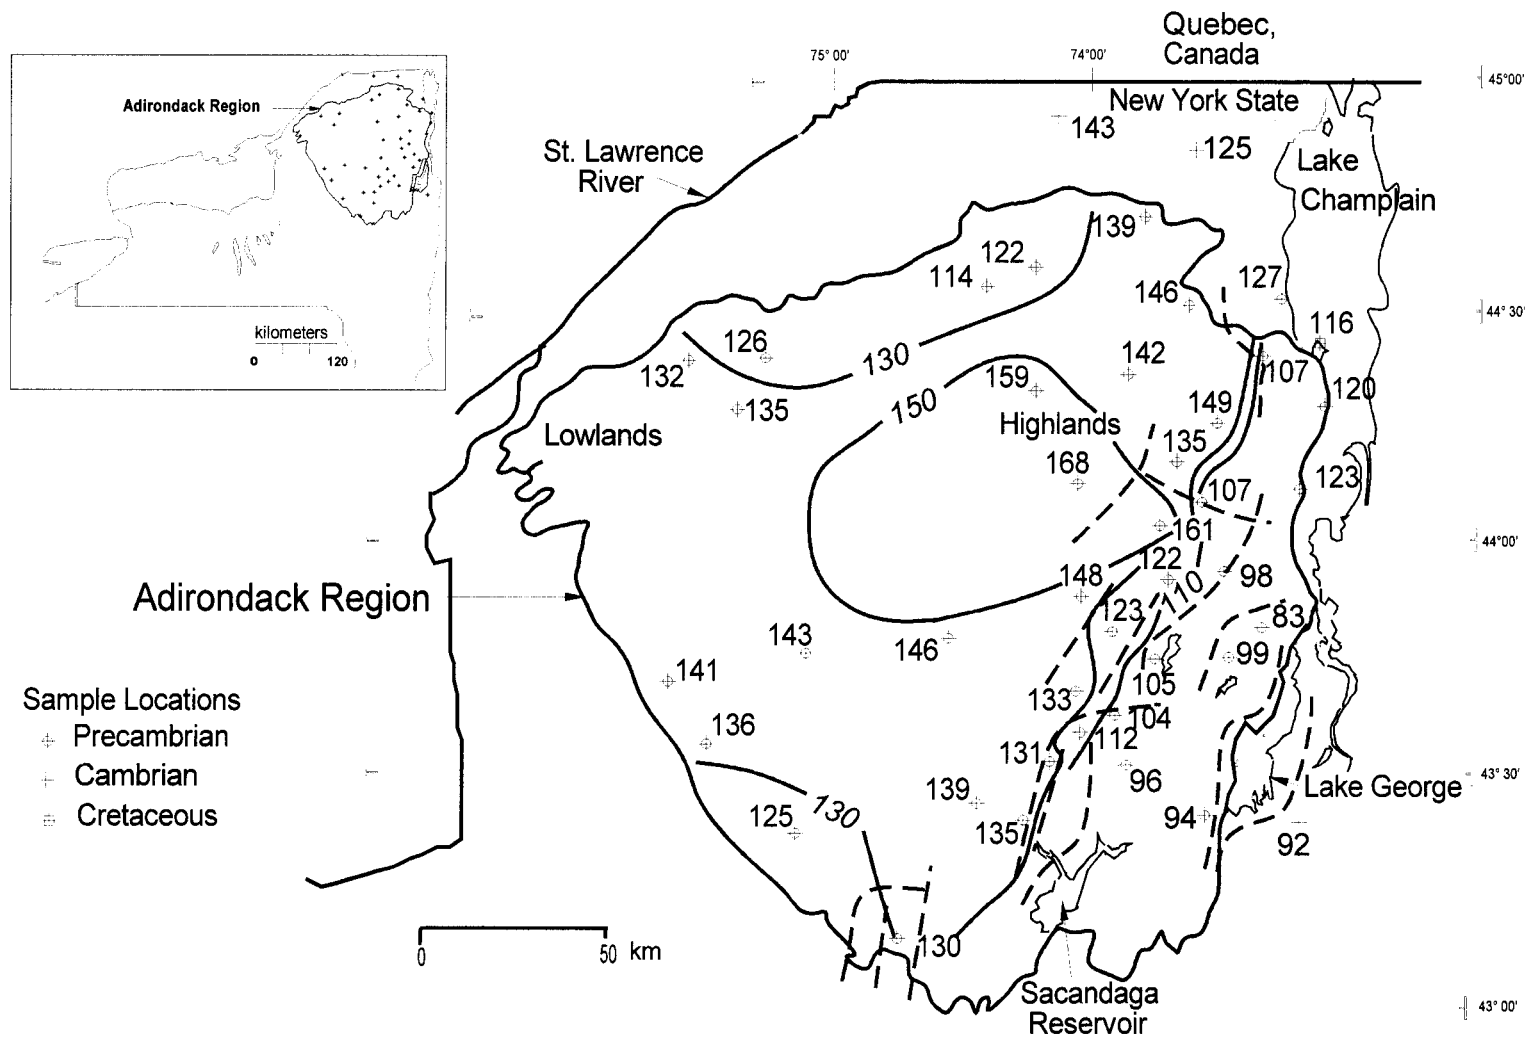 Quebec,
Canada
75° 00'
74° 00'
45° 00'
New York State
Adirondack Region
143
125
St. Lawrence
River
Lake
Champlain
139
122
114
146
127
44° 30'
kilometers
0 120
116
126
132
130
142
107
159
120
135
150
149
Lowlands
Highlands
135
168
123
107
161
44° 00'
122
148
98
110
Adirondack Region
123
83
143
146
99
141
105
133
Sample Locations
104
Precambrian
136
112
131
Cambrian
96
43° 30'
139
Lake George
Cretaceous
125
130
135
94
92
130
0 50 km
Sacandaga
Reservoir
43° 00'